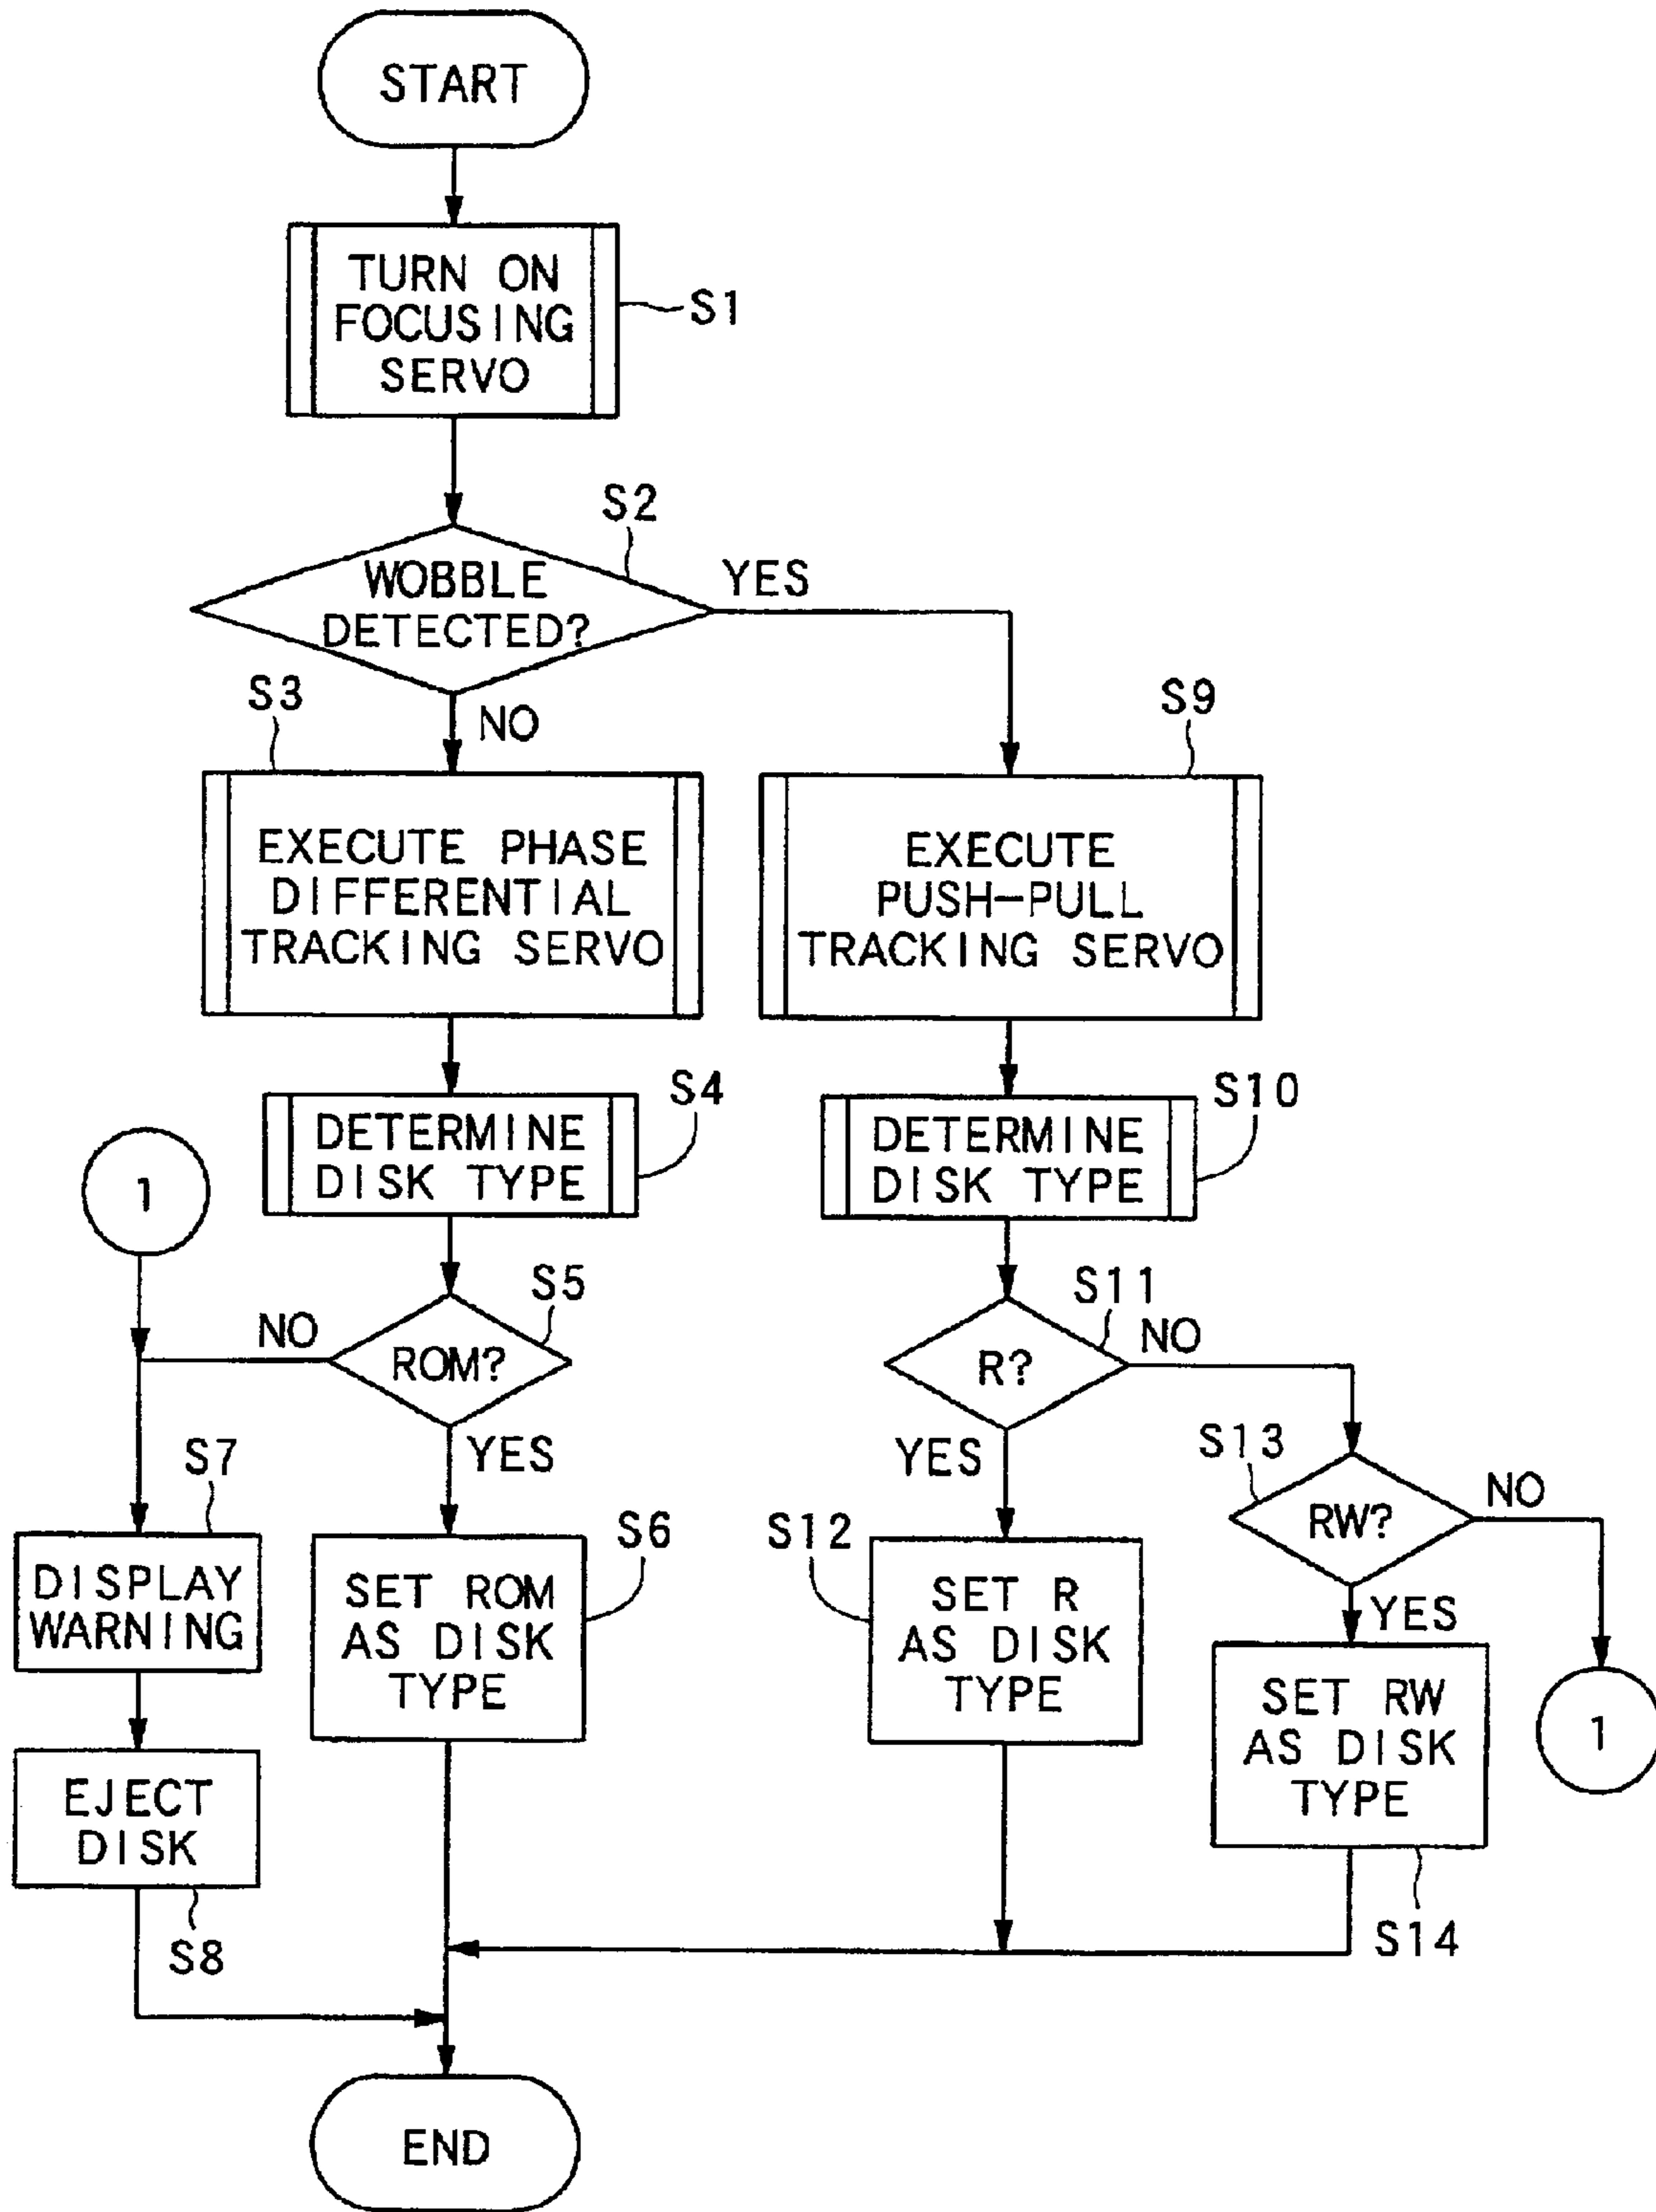 START
TURN ON
FOCUSING
SERVO
S1
S2
WOBBLE
DETECTED?
YES
NO
S3
EXECUTE PHASE
DIFFERENTIAL
TRACKING SERVO
S9
EXECUTE
PUSH-PULL
TRACKING SERVO
S4
DETERMINE
DISK TYPE
S10
DETERMINE
DISK TYPE
1
S5
NO
ROM?
YES
S11
NO
R?
YES
S13
RW?
NO
YES
S7
DISPLAY
WARNING
S6
SET ROM
AS DISK
TYPE
S12
SET R
AS DISK
TYPE
SET RW
AS DISK
TYPE
S14
1
EJECT
DISK
S8
END